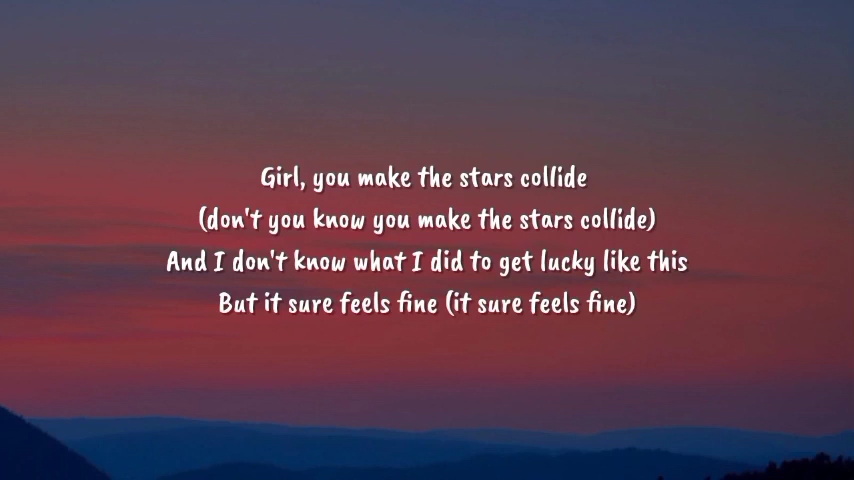 Girl, you make the stars collide
(don't you know you make the stars collide)
And I don't know what I did to get lucky like this
But it sure feels fine (it sure feels fine)